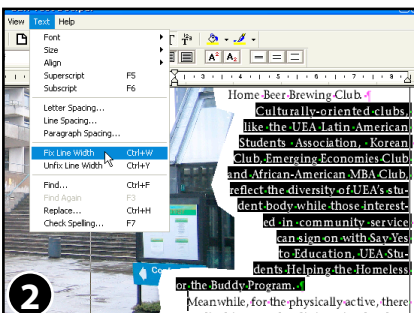 View Text Help
Font
Size
Align
Superscript F5
Subscript F6
Letter Spacing...
Line Spacing...
Paragraph Spacing...
Fix Line Width Ctrl+W
Unfix Line Width Ctrl+Y
Find... Ctrl+F
Find Again F3
Replace... Ctrl+H
Check Spelling... F7
Home Beer Brewing Club.
Culturally-oriented clubs,
like the UEA Latin American
Students Association, Korean
Club, Emerging Economies Club
and African-American MBA Club,
reflect the diversity of UEA's stu-
dent body while those interest-
ed in community service
can sign on with Say Yes
to Education, UEA Stu-
dents Helping the Homeless
or the Buddy Program.
Meanwhile, for the physically active, there
2